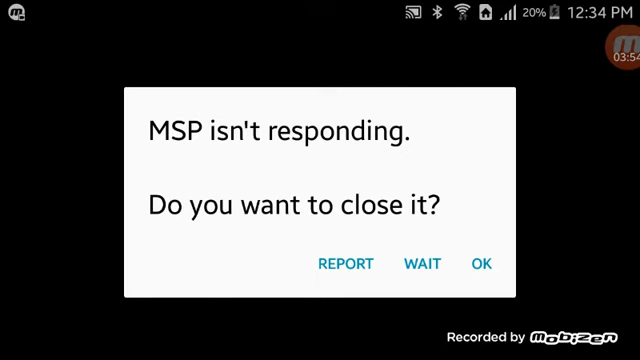 20% 12:34 PM
03:54
MSP isn't responding.
Do you want to close it?
REPORT WAIT OK
Recorded by mobizen